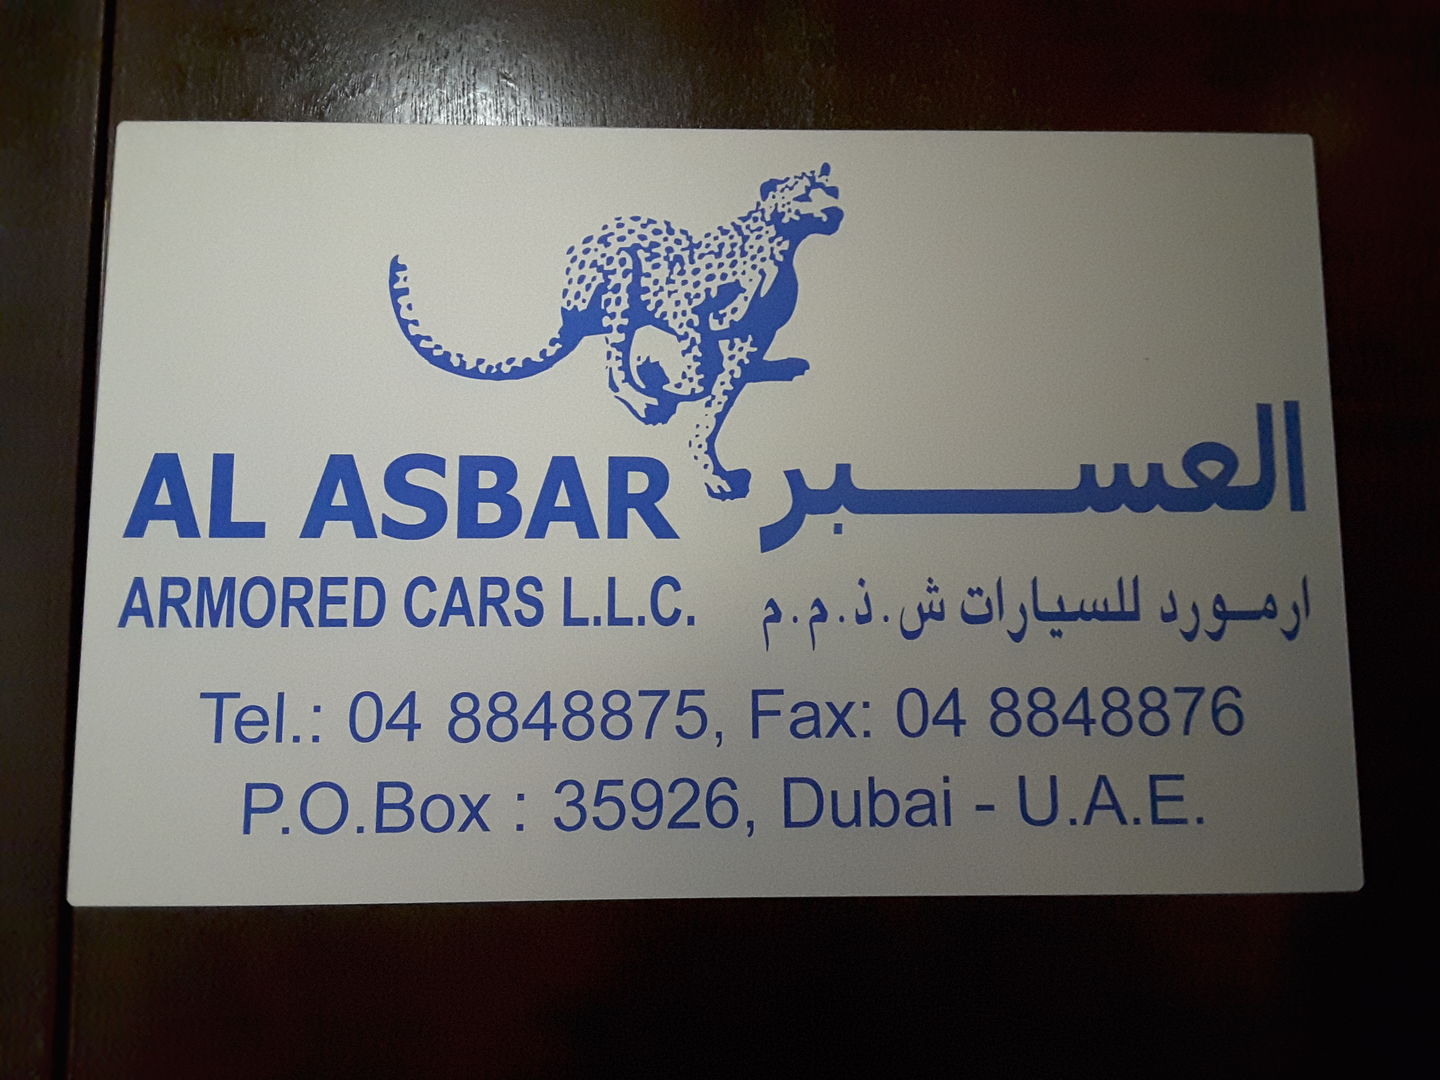 AL ASBAR العسبر
ARMORED CARS L.L.C. ارمورد للسيارات ش.ذ.م.م
Tel.: 04 8848875, Fax: 04 8848876
P.O.Box : 35926, Dubai - U.A.E.